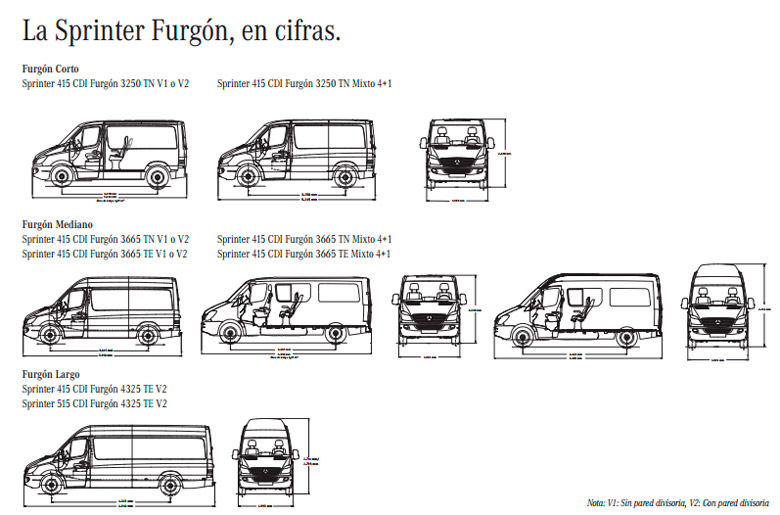 La Sprinter Furgón, en cifras.
Furgón Corto
Sprinter 415 CDI Furgón 3250 TN V1 o V2
Sprinter 415 CDI Furgón 3250 TN Mixto 4+1
Furgón Mediano
Sprinter 415 CDI Furgón 3665 TN V1 o V2
Sprinter 415 CDI Furgón 3665 TN Mixto 4+1
Sprinter 415 CDI Furgón 3665 TE V1 o V2
Sprinter 415 CDI Furgón 3665 TE Mixto 4+1
Furgón Largo
Sprinter 415 CDI Furgón 4325 TE V2
Sprinter 515 CDI Furgón 4325 TE V2
Nota: V1: Sin pared divisoria, V2: Con pared divisoria